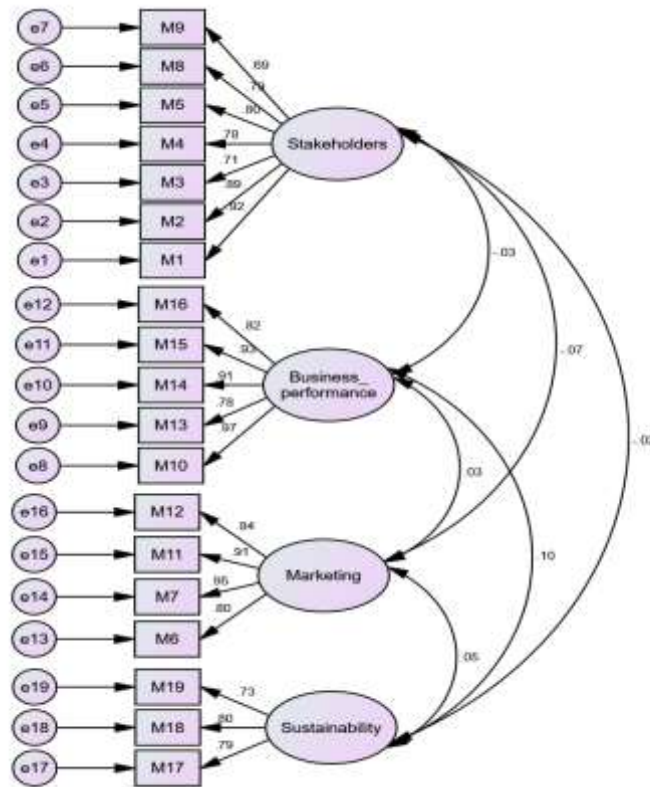 e7 M9
.69
e6 M8
.79
e5 M5
.80
e4 M4
.78
Stakeholders
e3 M3
.71
e2 M2
.89
e1 M1
.92
-.03
e12 M16
.82
e11 M15
.93
e10 M14
.91
Business_
performance
e9 M13
.78
e8 M10
.97
-.07
-.02
.03
e16 M12
.84
e15 M11
.91
Marketing
e14 M7
.95
e13 M6
.80
.10
.05
e19 M19
.73
e18 M18
.80
Sustainability
e17 M17
.79